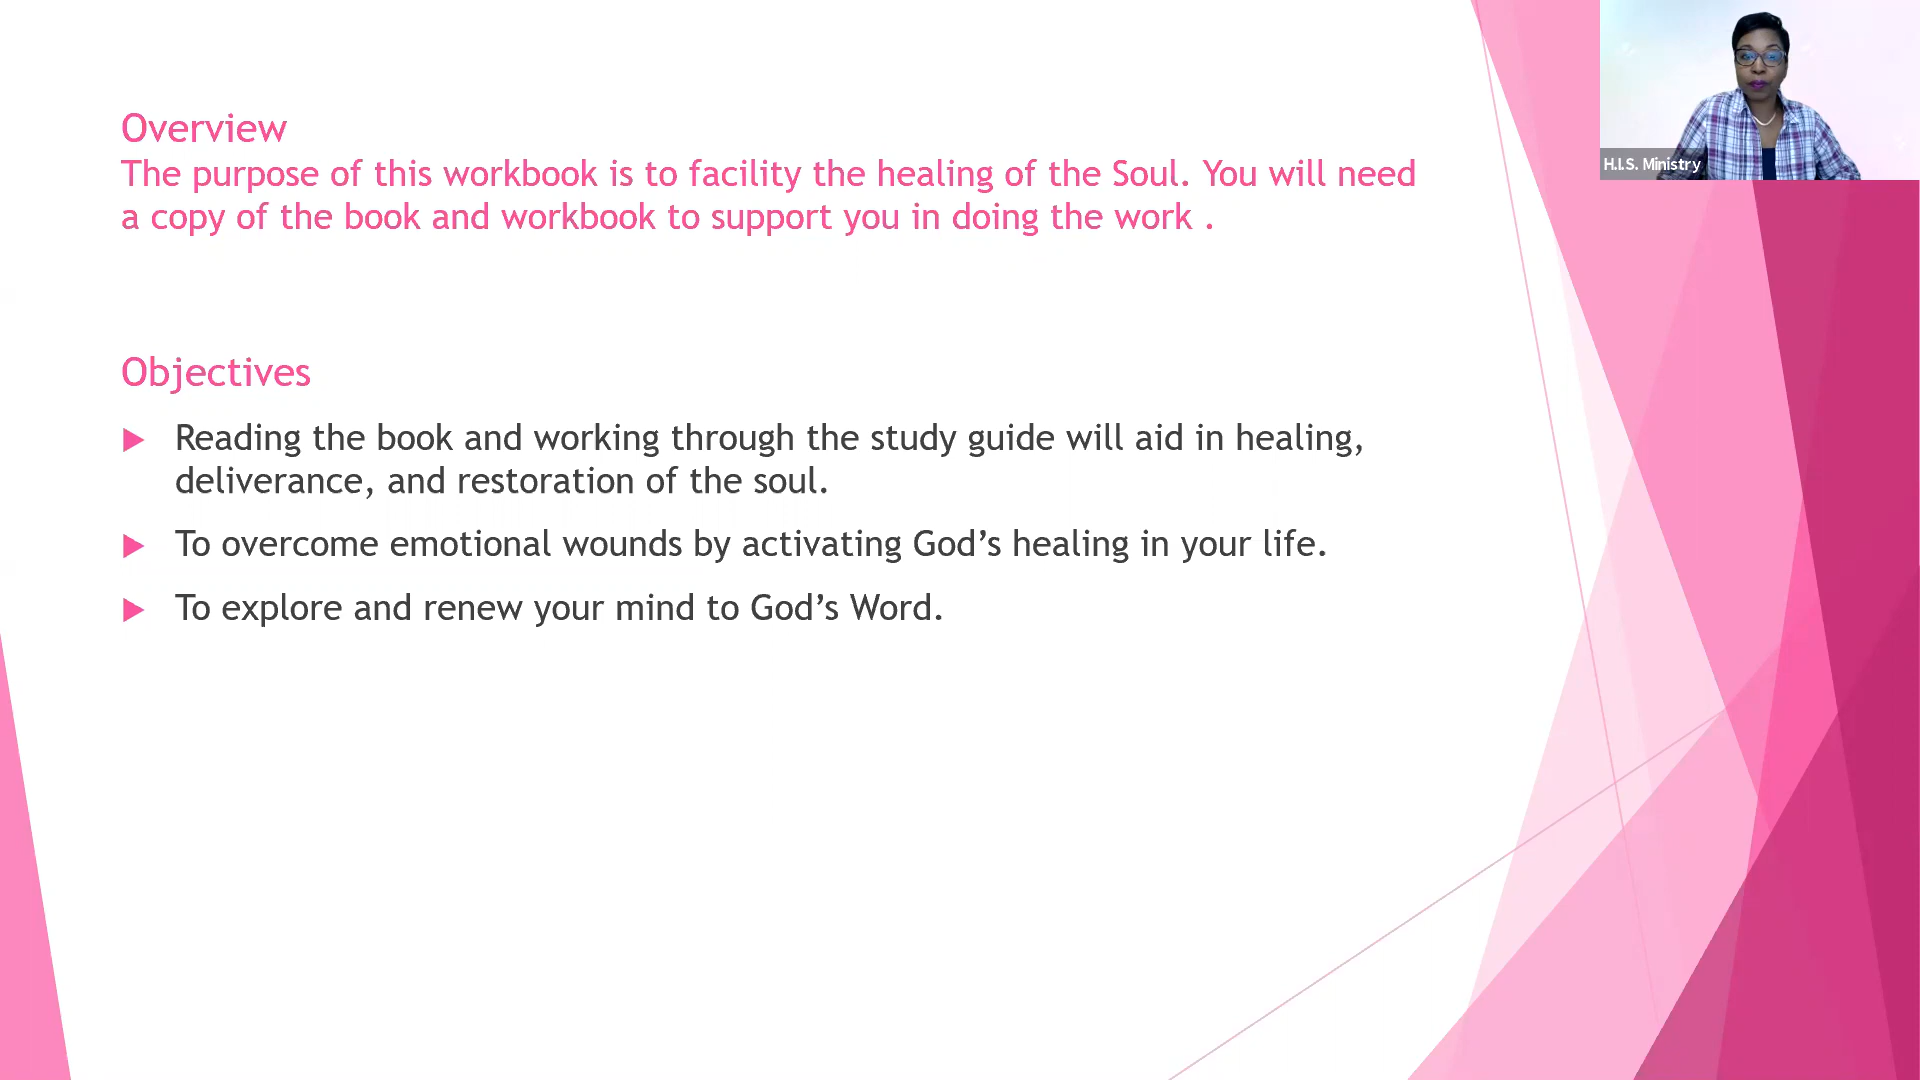 Overview
The purpose of this workbook is to facility the healing of the Soul. You will need
a copy of the book and workbook to support you in doing the work .
H.I.S. Ministry
Objectives
Reading the book and working through the study guide will aid in healing,
deliverance, and restoration of the soul.
To overcome emotional wounds by activating God’s healing in your life.
To explore and renew your mind to God’s Word.